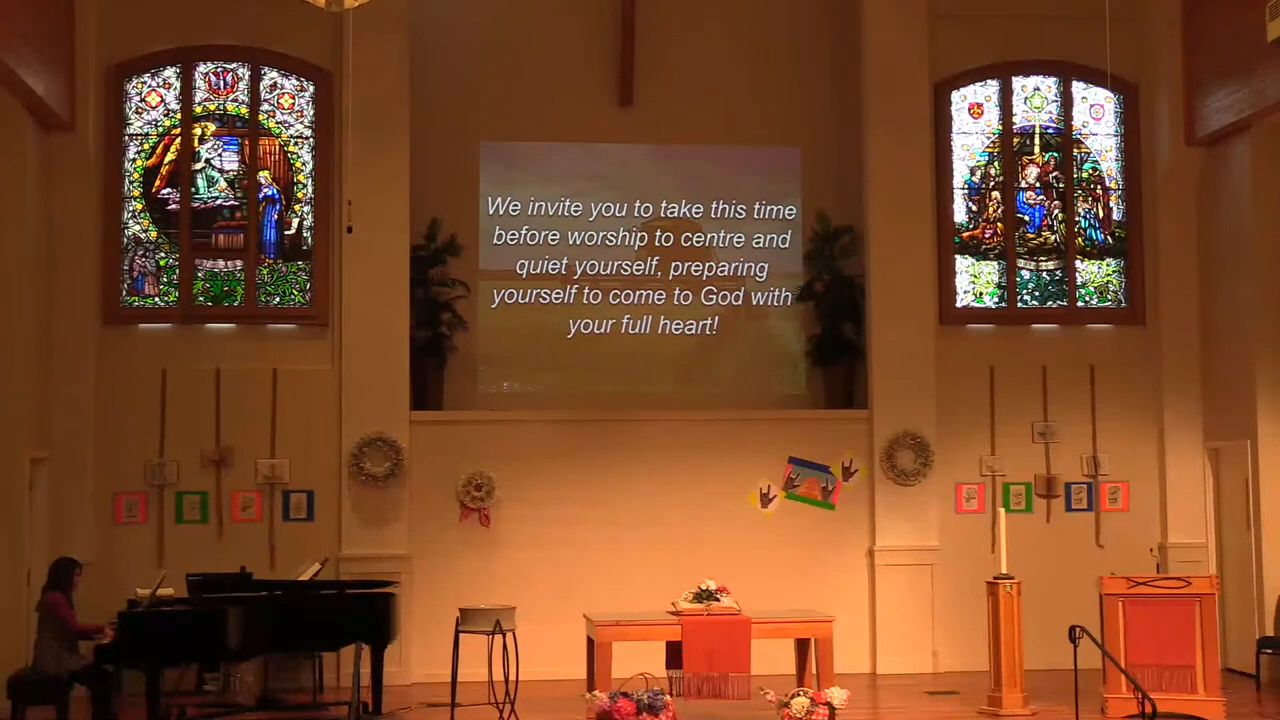 We invite you to take this time
before worship to centre and
quiet yourself, preparing
yourself to come to God with
your full heart!